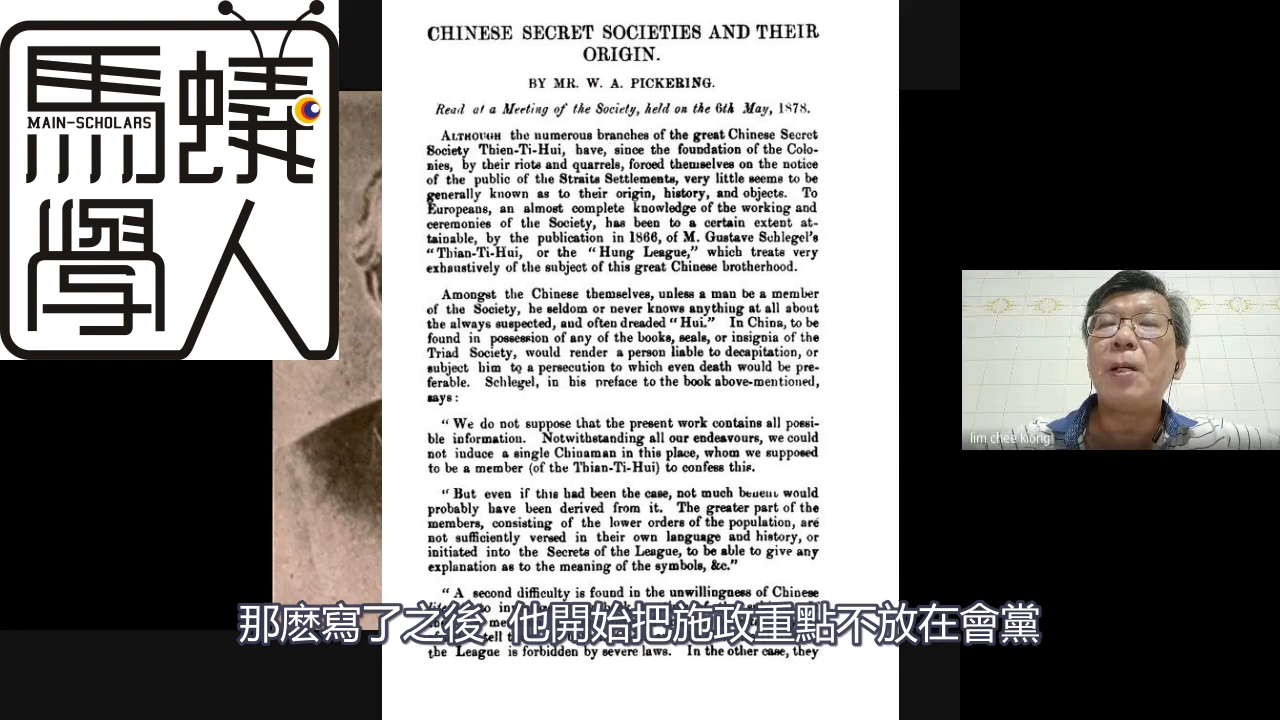 馬蟻
MAIN-SCHOLARS
學人
CHINESE SECRET SOCIETIES AND THEIR
ORIGIN.
BY MR. W. A. PICKERING.
Read at a Meeting of the Society, held on the 6th May, 1878.
ALTHOUGH the numerous branches of the great Chinese Secret
Society Thien-Ti-Hui, have, since the foundation of the Colo-
nies, by their riots and quarrels, forced themselves on the notice
of the public of the Straits Settlements, very little seems to be
generally known as to their origin, history, and objects. To
Europeans, an almost complete knowledge of the working and
ceremonies of the Society, has been to a certain extent at-
tainable, by the publication in 1866, of M. Gustave Schlegel's
"Thian-Ti-Hui, or the "Hung League," which treats very
exhaustively of the subject of this great Chinese brotherhood.
Amongst the Chinese themselves, unless a man be a member
of the Society, he seldom or never knows anything at all about
the always suspected, and often dreaded "Hui." In China, to be
found in possession of any of the books, seals, or insignia of the
Triad Society, would render a person liable to decapitation, or
subject him to a persecution to which even death would be pre-
ferable. Schlegel, in his preface to the book above-mentioned,
says:
"We do not suppose that the present work contains all possi-
ble information. Notwithstanding all our endeavours, we could
not induce a single Chinaman in this place, whom we supposed
to be a member (of the Thian-Ti-Hui) to confess this.
"But even if this had been the case, not much benefit would
probably have been derived from it. The greater part of the
members, consisting of the lower orders of the population, are
not sufficiently versed in their own language and history, or
initiated into the Secrets of the League, to be able to give any
explanation as to the meaning of the symbols, &c."
"A second difficulty is found in the unwillingness of Chinese
the League is forbidden by severe laws. In the other case, they
lim chee kiong
那麽寫了之後 他開始把施政重點不放在會黨